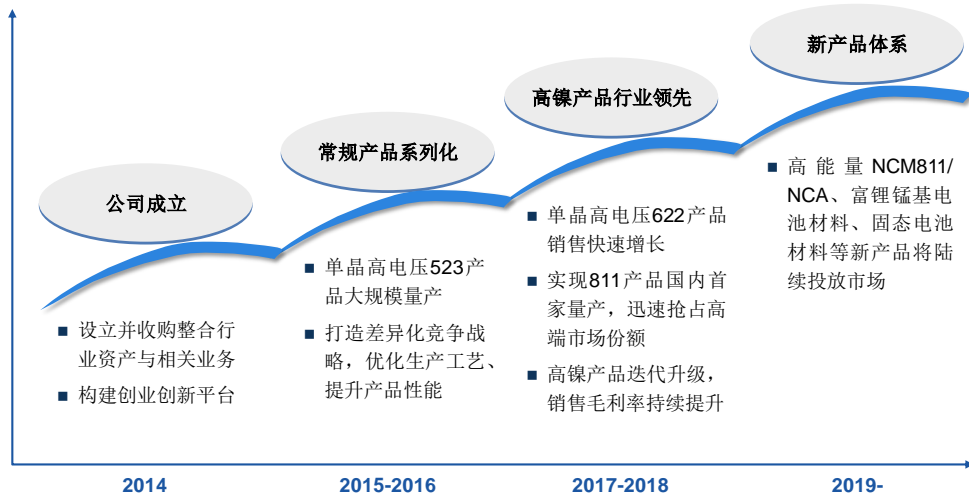 公司成立
■ 设立并收购整合行
业资产与相关业务
■ 构建创业创新平台
常规产品系列化
■ 单晶高电压523产
品大规模量产
■ 打造差异化竞争战
略，优化生产工艺、
提升产品性能
高镍产品行业领先
■ 单晶高电压622产品
销售快速增长
■ 实现811产品国内首
家量产，迅速抢占高
端市场份额
■ 高镍产品迭代升级，
销售毛利率持续提升
新产品体系
■ 高能量NCM811/
NCA、富锂锰基电
池材料、固态电池
材料等新产品将陆
续投放市场
2014
2015-2016
2017-2018
2019-